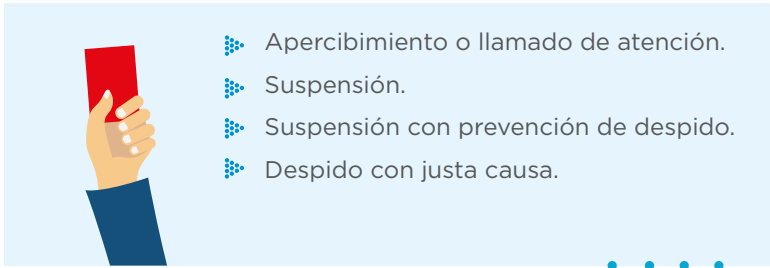 Apercibimiento o llamado de atención.
Suspensión.
Suspensión con prevención de despido.
Despido con justa causa.